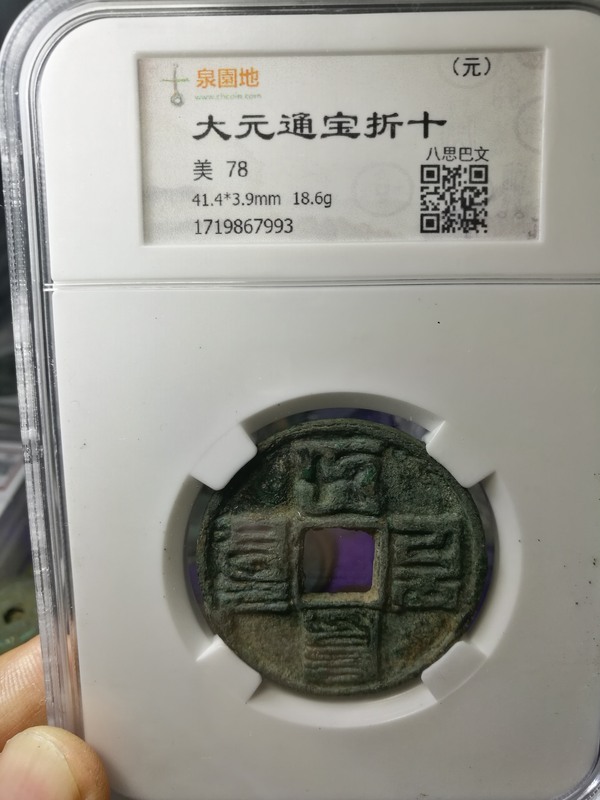 泉園地
（元）
大元通宝折十
八思巴文
美 78
41.4*3.9mm 18.6g
1719867993